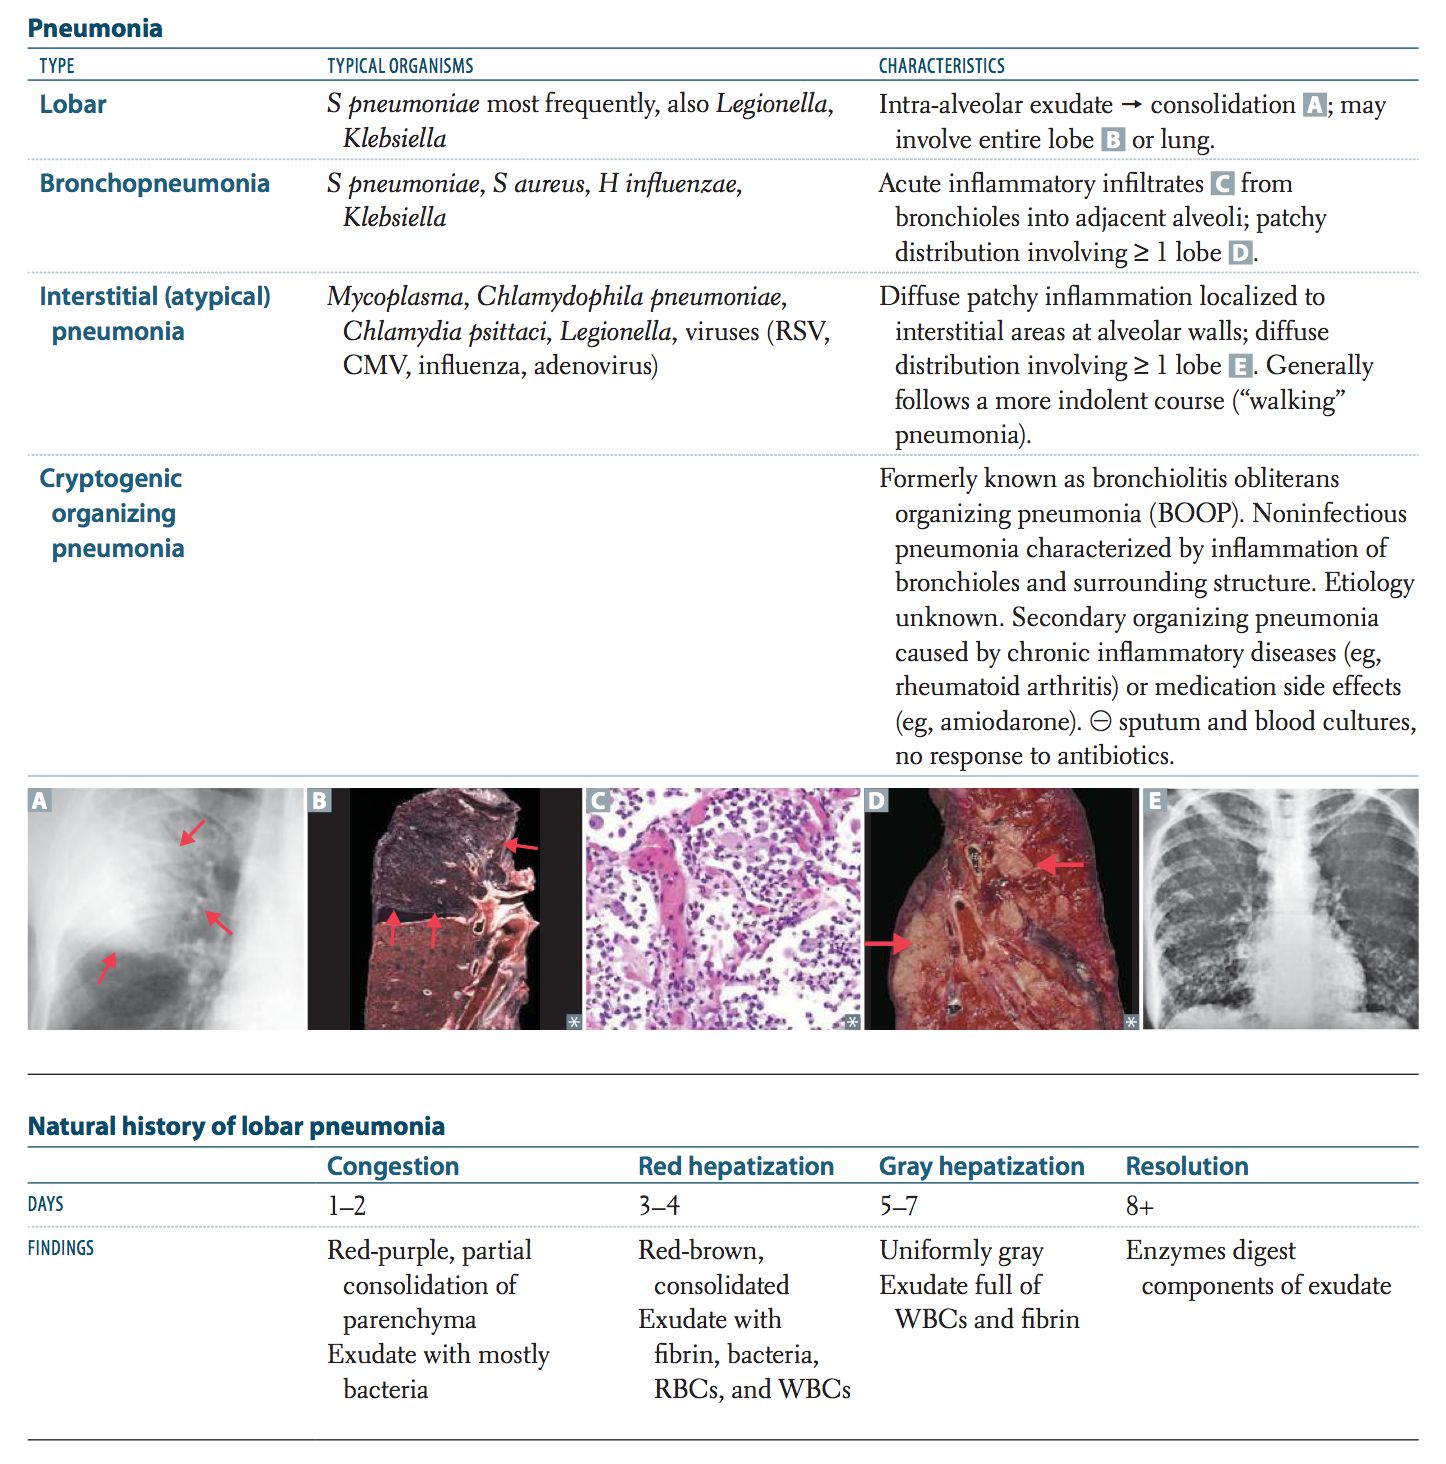 Pneumonia
TYPE TYPICAL ORGANISMS CHARACTERISTICS
Lobar
S pneumoniae most frequently, also Legionella,
Klebsiella
Intra-alveolar exudate → consolidation A; may
involve entire lobe B or lung.
Bronchopneumonia
S pneumoniae, S aureus, H influenzae,
Klebsiella
Acute inflammatory infiltrates C from
bronchioles into adjacent alveoli; patchy
distribution involving ≥ 1 lobe D.
Interstitial (atypical)
pneumonia
Mycoplasma, Chlamydophila pneumoniae,
Chlamydia psittaci, Legionella, viruses (RSV,
CMV, influenza, adenovirus)
Diffuse patchy inflammation localized to
interstitial areas at alveolar walls; diffuse
distribution involving ≥ 1 lobe E. Generally
follows a more indolent course (“walking”
pneumonia).
Cryptogenic
organizing
pneumonia
Formerly known as bronchiolitis obliterans
organizing pneumonia (BOOP). Noninfectious
pneumonia characterized by inflammation of
bronchioles and surrounding structure. Etiology
unknown. Secondary organizing pneumonia
caused by chronic inflammatory diseases (eg,
rheumatoid arthritis) or medication side effects
(eg, amiodarone). ⊖ sputum and blood cultures,
no response to antibiotics.
A B C D E
* * *
Natural history of lobar pneumonia
Congestion Red hepatization Gray hepatization Resolution
DAYS 1–2 3–4 5–7 8+
FINDINGS
Red-purple, partial
consolidation of
parenchyma
Exudate with mostly
bacteria
Red-brown,
consolidated
Exudate with
fibrin, bacteria,
RBCs, and WBCs
Uniformly gray
Exudate full of
WBCs and fibrin
Enzymes digest
components of exudate